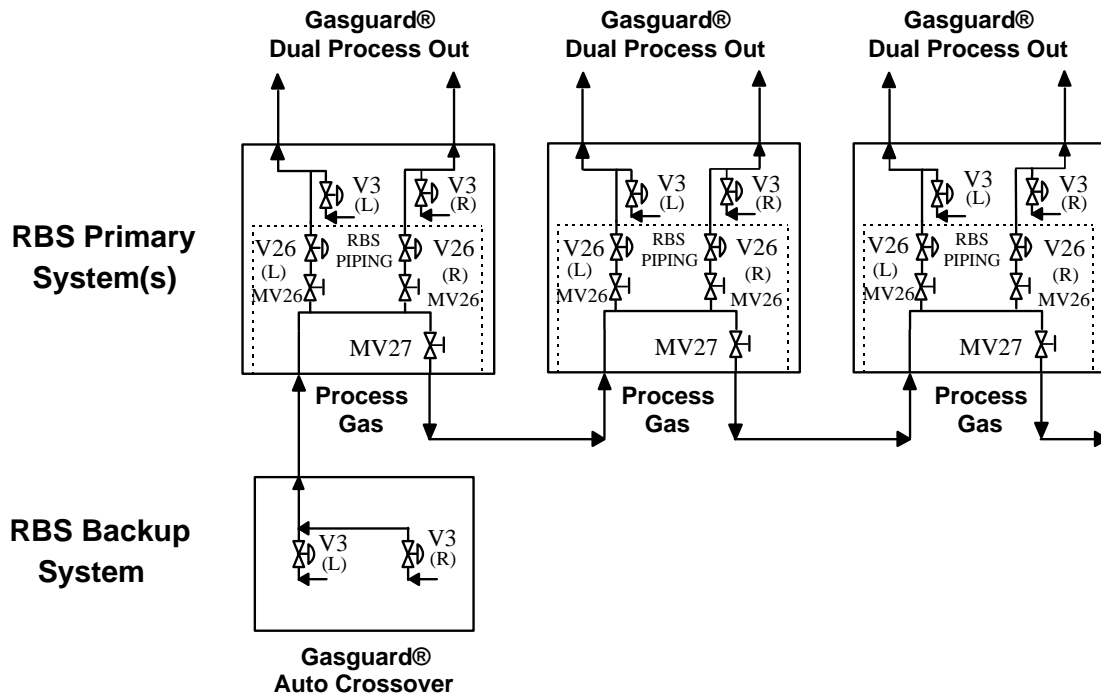 Gasguard®
Dual Process Out
Gasguard®
Dual Process Out
Gasguard®
Dual Process Out
RBS Primary
System(s)
V3
(L)
V3
(R)
V26
(L)
MV26
RBS
PIPING
V26
(R)
MV26
MV27
V3
(L)
V3
(R)
V26
(L)
MV26
RBS
PIPING
V26
(R)
MV26
MV27
V3
(L)
V3
(R)
V26
(L)
MV26
RBS
PIPING
V26
(R)
MV26
MV27
Process
Gas
Process
Gas
Process
Gas
RBS Backup
System
V3
(L)
V3
(R)
Gasguard®
Auto Crossover